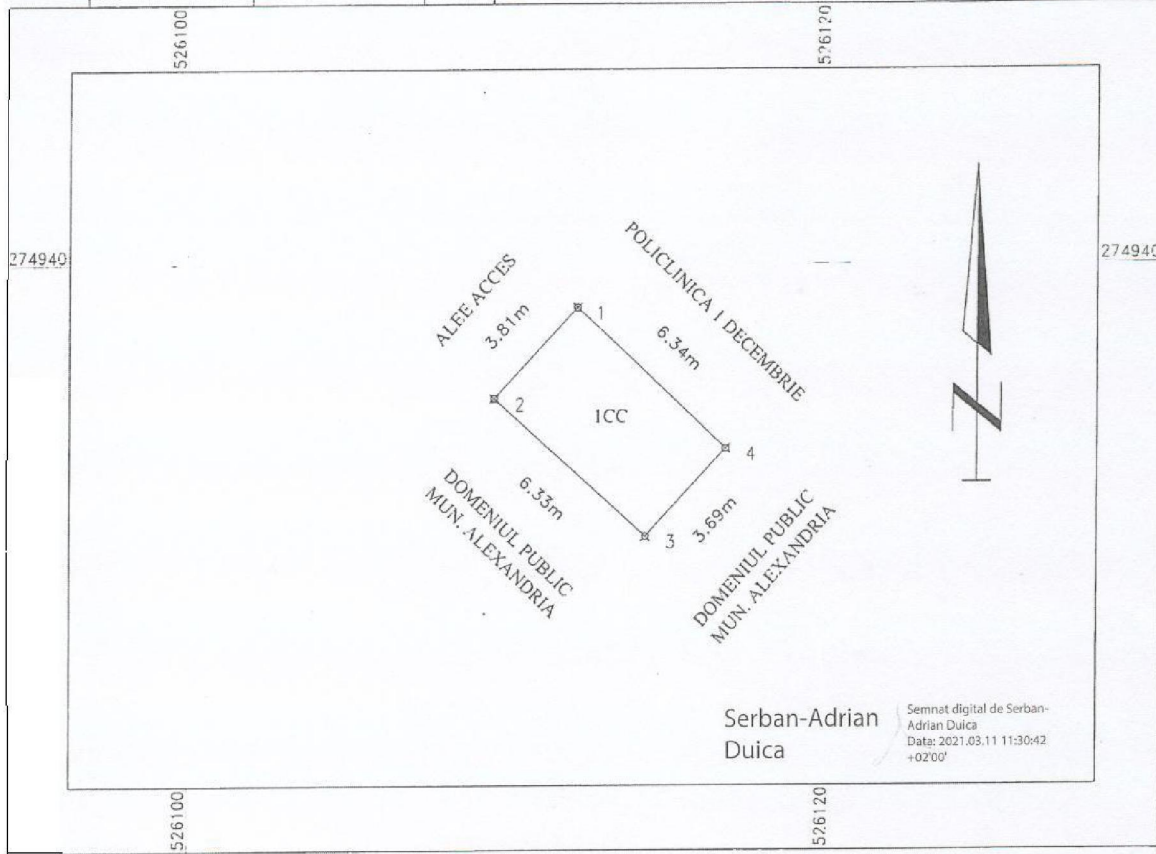 526100
526120
274940
274940
ALEE ACCES
3.81m
POLICLINICA 1 DECEMBRIE
6.34m
1
2
1CC
4
6.33m
3
3.69m
DOMENIUL PUBLIC
MUN. ALEXANDRIA
DOMENIUL PUBLIC
MUN. ALEXANDRIA
N
Serban-Adrian
Duica
Semnat digital de Serban-
Adrian Duica
Data: 2021.03.11 11:30:42
+02'00'
526100
526120